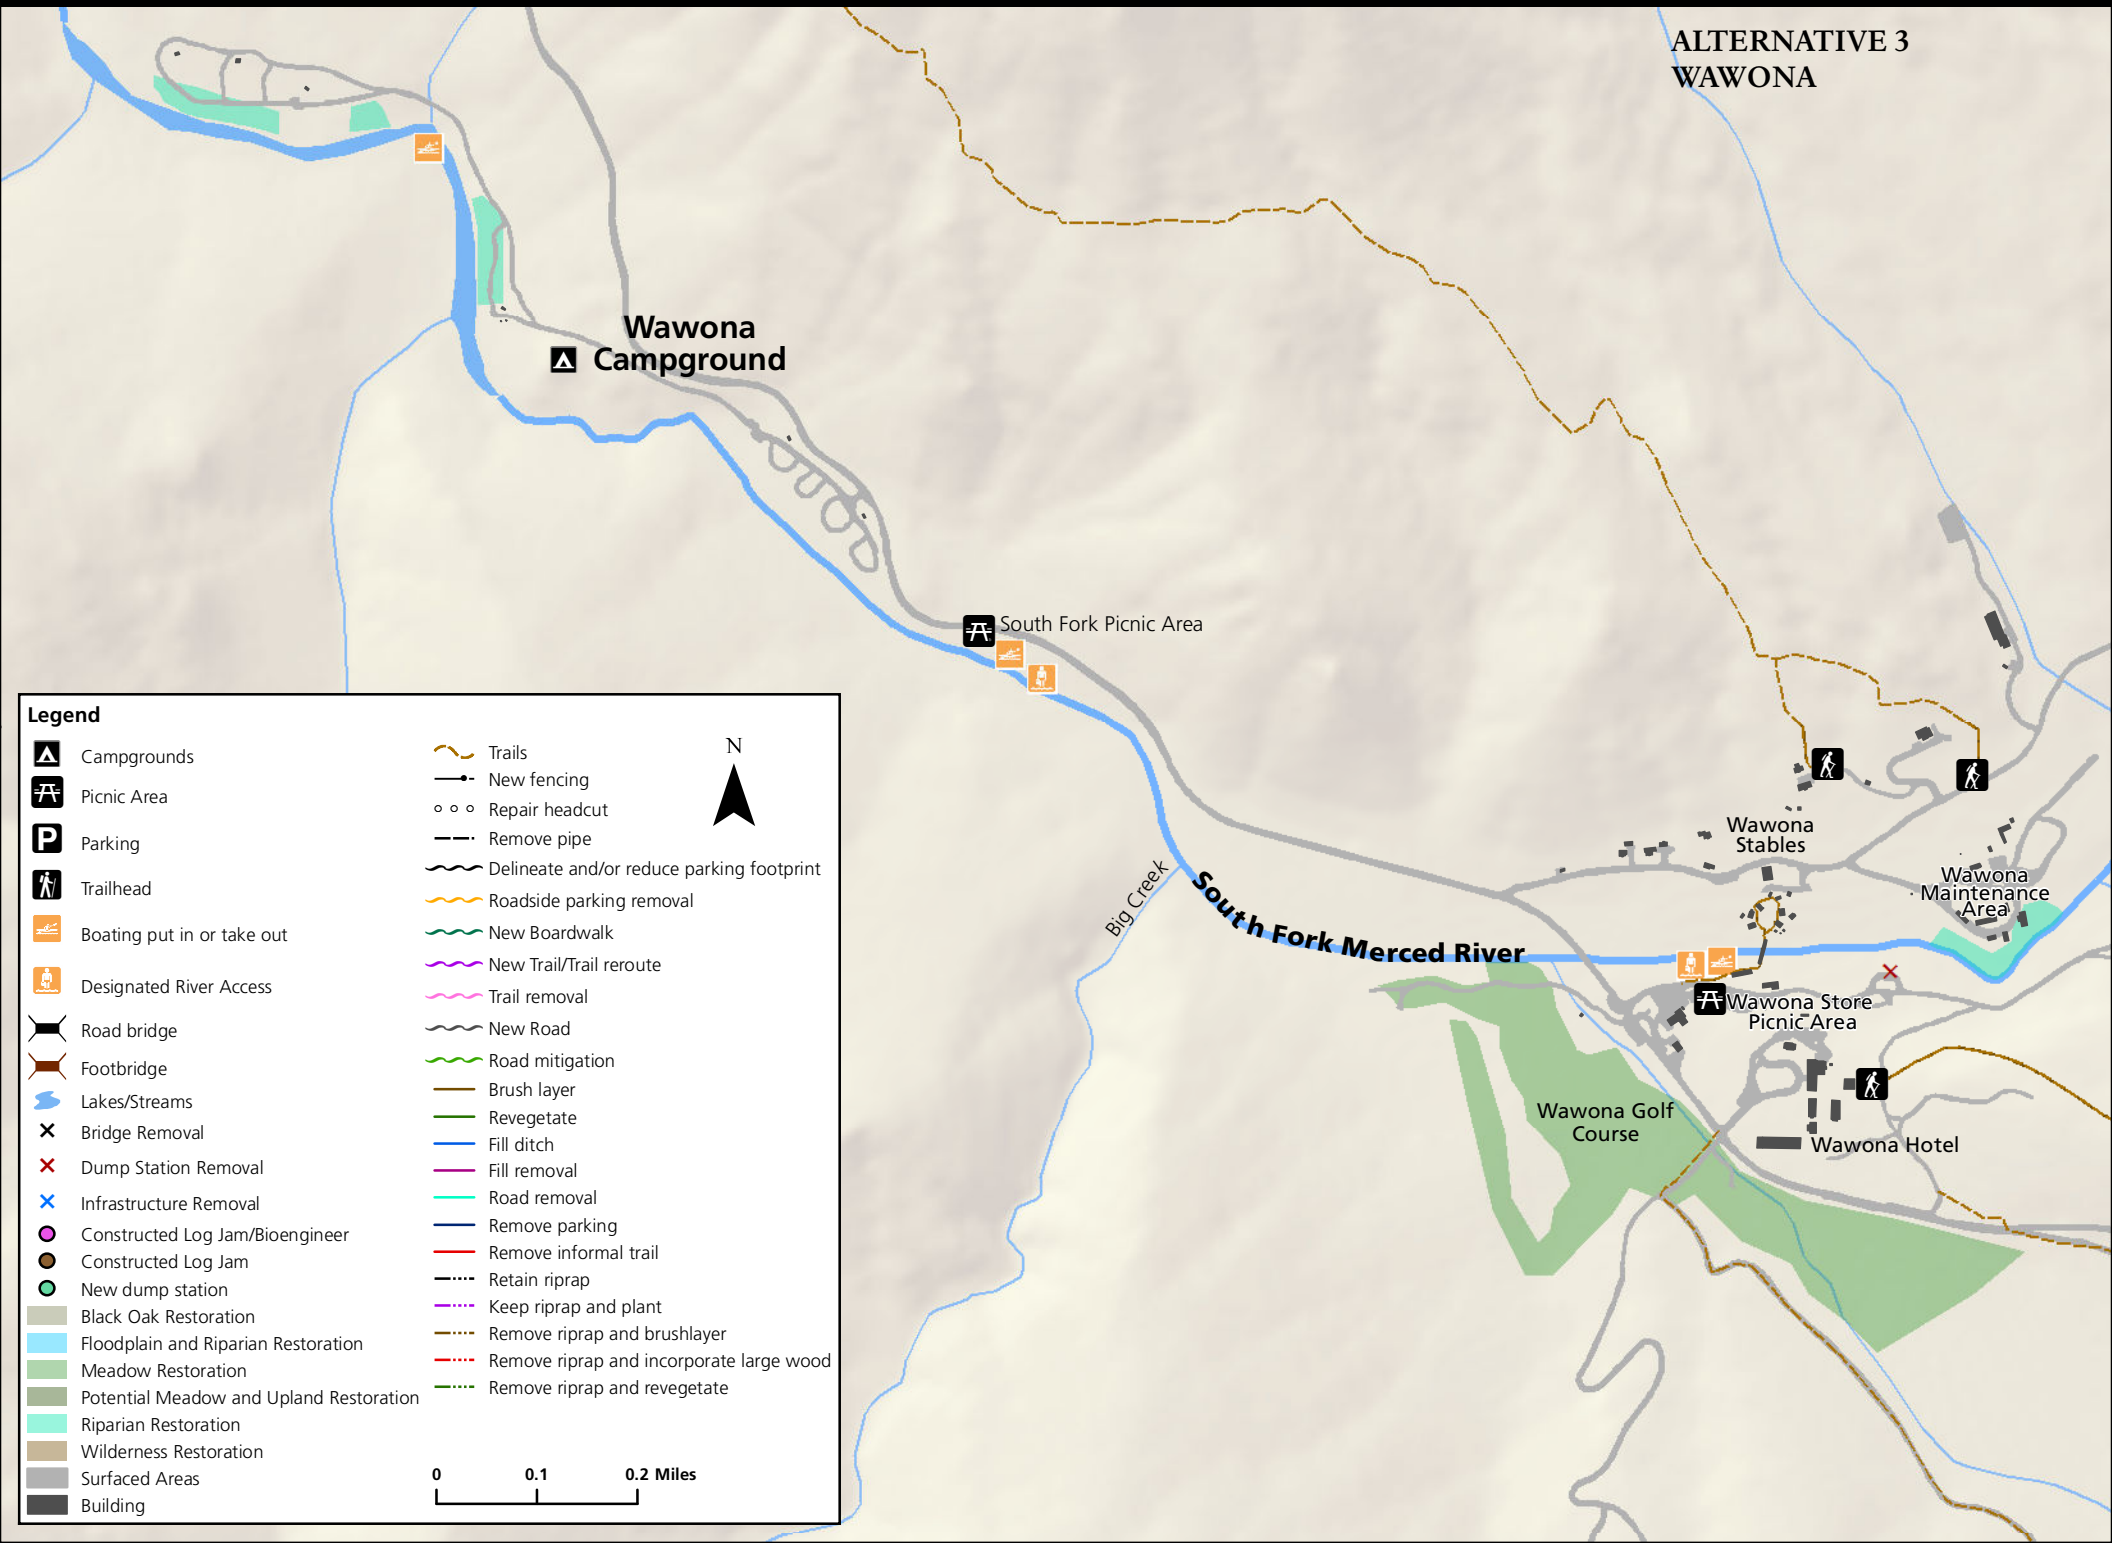 ALTERNATIVE 3
WAWONA
Wawona
Campground
South Fork Picnic Area
Wawona
Stables
Wawona
Maintenance
Area
Big Creek
South Fork Merced River
Wawona Store
Picnic Area
Wawona Golf
Course
Wawona Hotel
Legend
Campgrounds
Picnic Area
P
Parking
Trailhead
Boating put in or take out
Designated River Access
Road bridge
Footbridge
Lakes/Streams
Bridge Removal
Dump Station Removal
Infrastructure Removal
Constructed Log Jam/Bioengineer
Constructed Log Jam
New dump station
Black Oak Restoration
Floodplain and Riparian Restoration
Meadow Restoration
Potential Meadow and Upland Restoration
Riparian Restoration
Wilderness Restoration
Surfaced Areas
Building
Trails
New fencing
Repair headcut
Remove pipe
Delineate and/or reduce parking footprint
Roadside parking removal
New Boardwalk
New Trail/Trail reroute
Trail removal
New Road
Road mitigation
Brush layer
Revegetate
Fill ditch
Fill removal
Road removal
Remove parking
Remove informal trail
Retain riprap
Keep riprap and plant
Remove riprap and brushlayer
Remove riprap and incorporate large wood
Remove riprap and revegetate
N
0 0.1 0.2 Miles